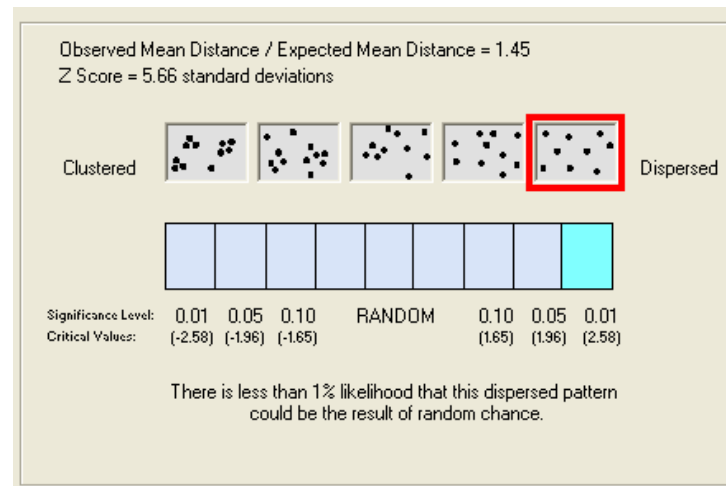 Observed Mean Distance / Expected Mean Distance = 1.45
Z Score = 5.66 standard deviations
Clustered
Dispersed
Significance Level: 0.01 0.05 0.10 RANDOM 0.10 0.05 0.01
Critical Values: (-2.58) (-1.96) (-1.65) (1.65) (1.96) (2.58)
There is less than 1% likelihood that this dispersed pattern
could be the result of random chance.